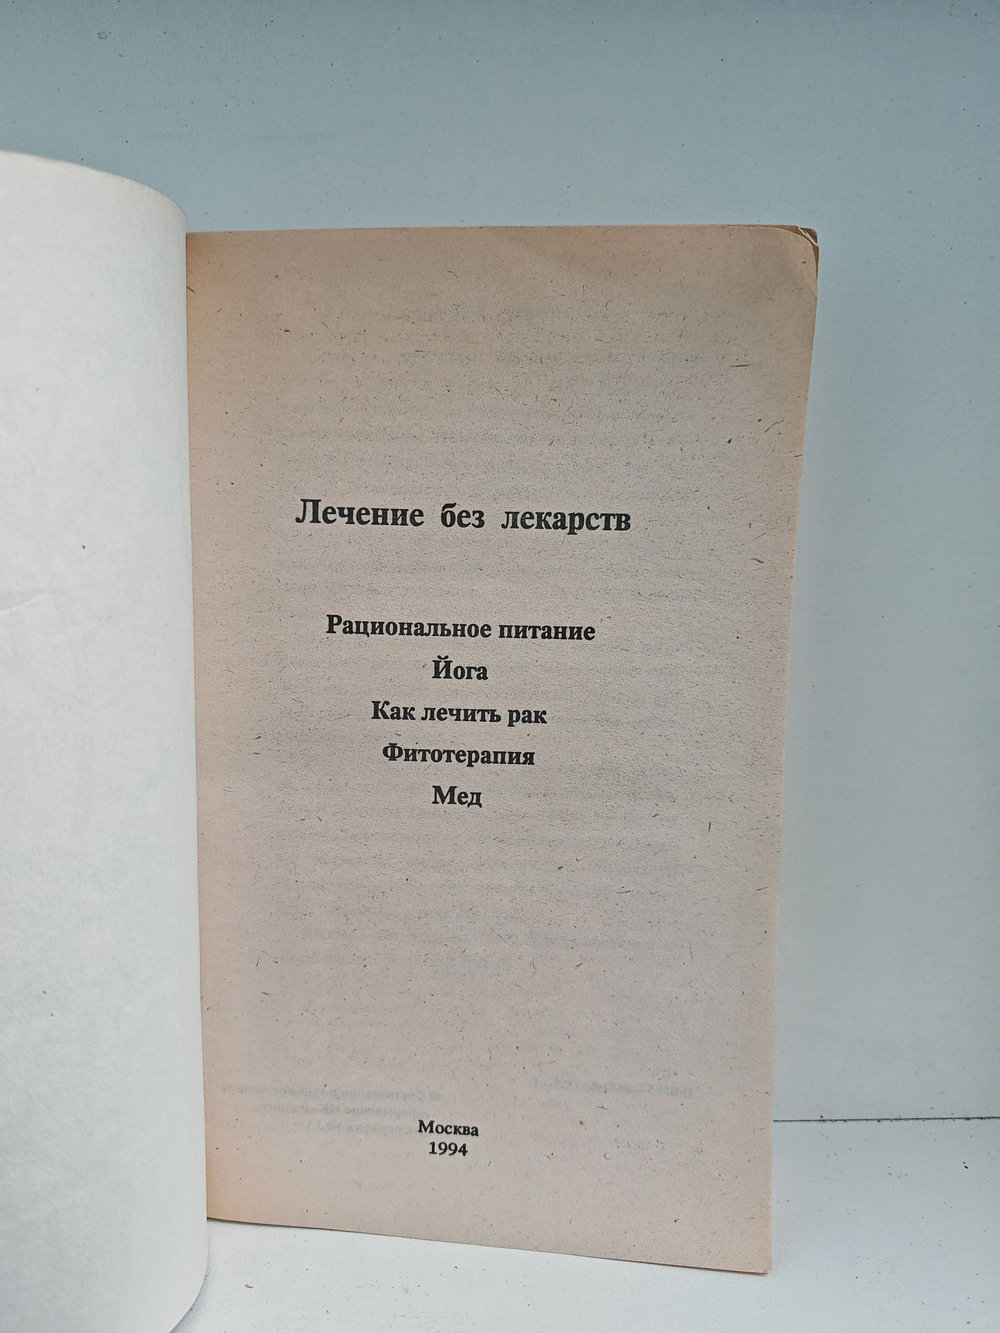 Лечение без лекарств
Рациональное питание
Йога
Как лечить рак
Фитотерапия
Мед
Москва
1994